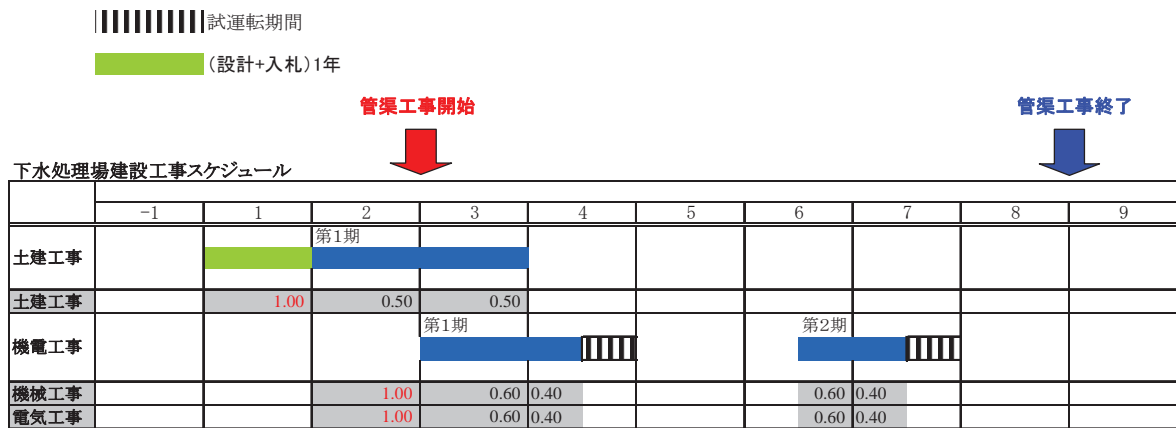 試運転期間
(設計+入札)1年
管渠工事開始 管渠工事終了
下水処理場建設工事スケジュール
-1 1 2 3 4 5 6 7 8 9
第1期
土建工事
土建工事 1.00 0.50 0.50
第1期 第2期
機電工事
機械工事 1.00 0.60 0.40 0.60 0.40
電気工事 1.00 0.60 0.40 0.60 0.40